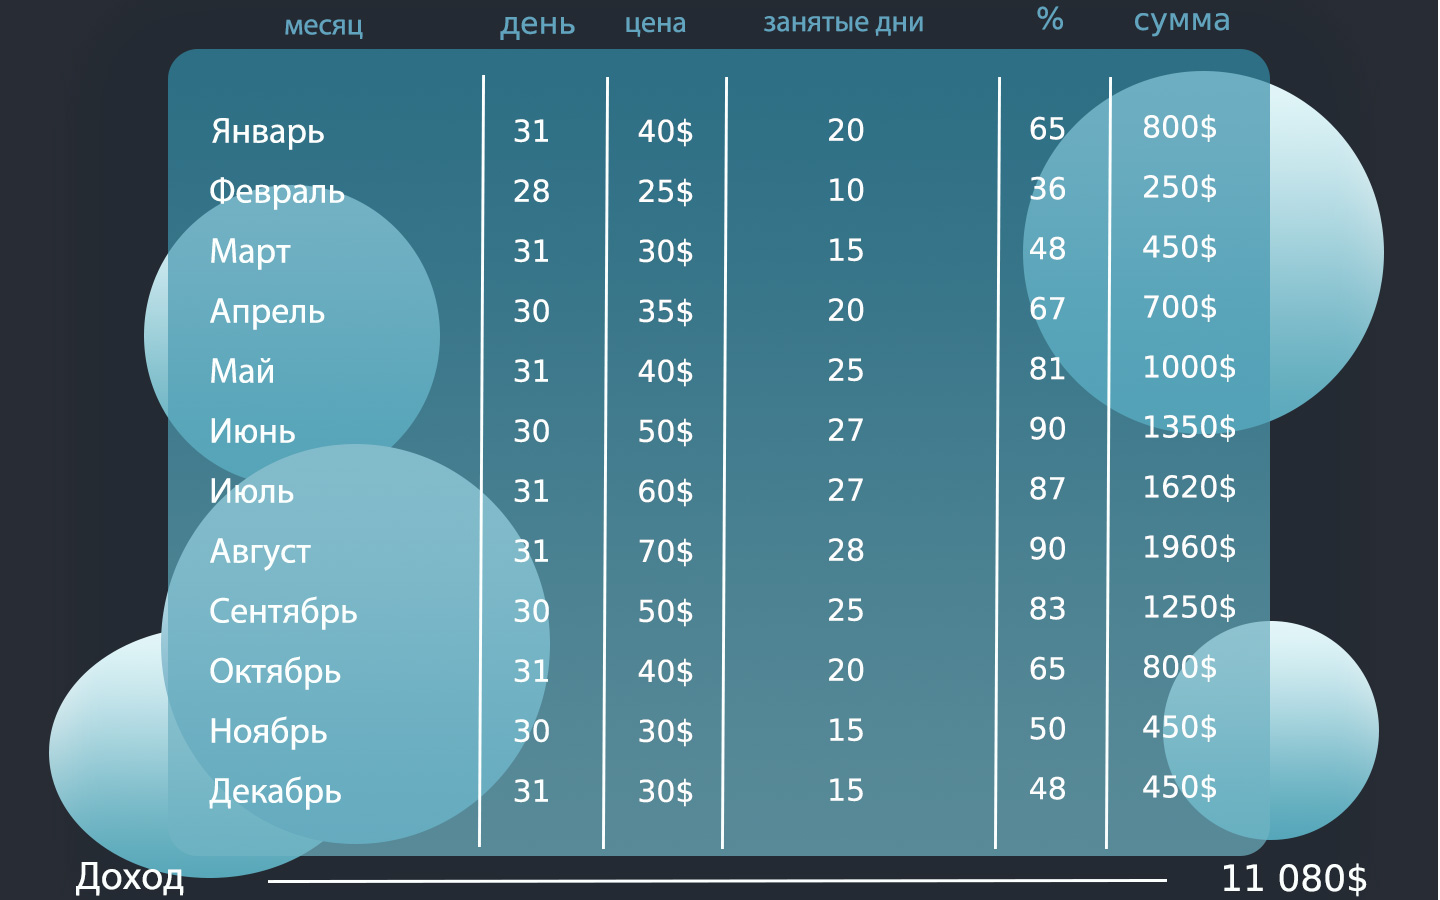 месяц день цена занятые дни % сумма
Январь 31 40$ 20 65 800$
Февраль 28 25$ 10 36 250$
Март 31 30$ 15 48 450$
Апрель 30 35$ 20 67 700$
Май 31 40$ 25 81 1000$
Июнь 30 50$ 27 90 1350$
Июль 31 60$ 27 87 1620$
Август 31 70$ 28 90 1960$
Сентябрь 30 50$ 25 83 1250$
Октябрь 31 40$ 20 65 800$
Ноябрь 30 30$ 15 50 450$
Декабрь 31 30$ 15 48 450$
Доход 11 080$